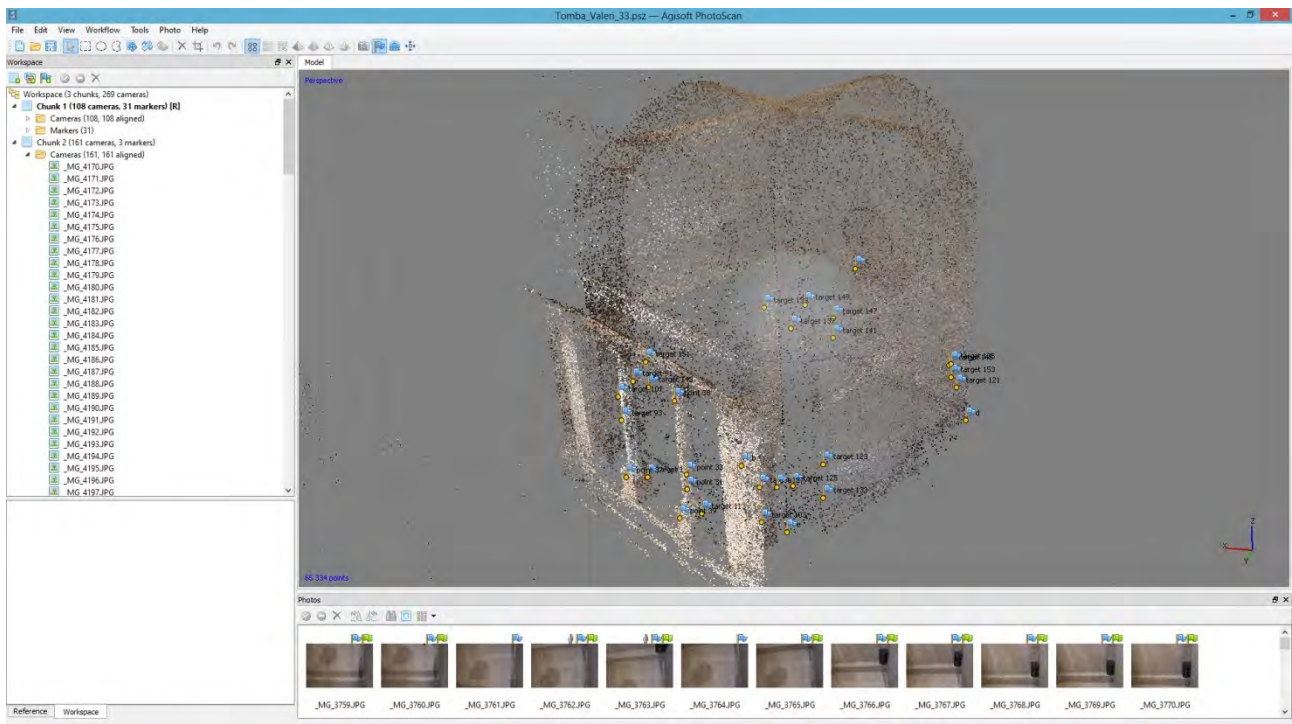 Tomba_Valeri_33.psz — Agisoft PhotoScan
File Edit View Workflow Tools Photo Help
Workspace
Model
Perspective
Workspace (3 chunks, 269 cameras)
Chunk 1 (108 cameras, 31 markers) [R]
Cameras (108, 108 aligned)
Markers (31)
Chunk 2 (161 cameras, 3 markers)
Cameras (161, 161 aligned)
_MG_4170.JPG
_MG_4171.JPG
_MG_4172.JPG
_MG_4173.JPG
_MG_4174.JPG
_MG_4175.JPG
_MG_4176.JPG
_MG_4177.JPG
_MG_4178.JPG
_MG_4179.JPG
_MG_4180.JPG
_MG_4181.JPG
_MG_4182.JPG
_MG_4183.JPG
_MG_4184.JPG
_MG_4185.JPG
_MG_4186.JPG
_MG_4187.JPG
_MG_4188.JPG
_MG_4189.JPG
_MG_4190.JPG
_MG_4191.JPG
_MG_4192.JPG
_MG_4193.JPG
_MG_4194.JPG
_MG_4195.JPG
_MG_4196.JPG
_MG_4197.JPG
target 149
target 147
target 141
target 153
target 121
target 93
point 38
target 123
target 125
target 113
target 103
Z
X
Y
85 334 points
Photos
_MG_3759.JPG _MG_3760.JPG _MG_3761.JPG _MG_3762.JPG _MG_3763.JPG _MG_3764.JPG _MG_3765.JPG _MG_3766.JPG _MG_3767.JPG _MG_3768.JPG _MG_3769.JPG _MG_3770.JPG
Reference Workspace